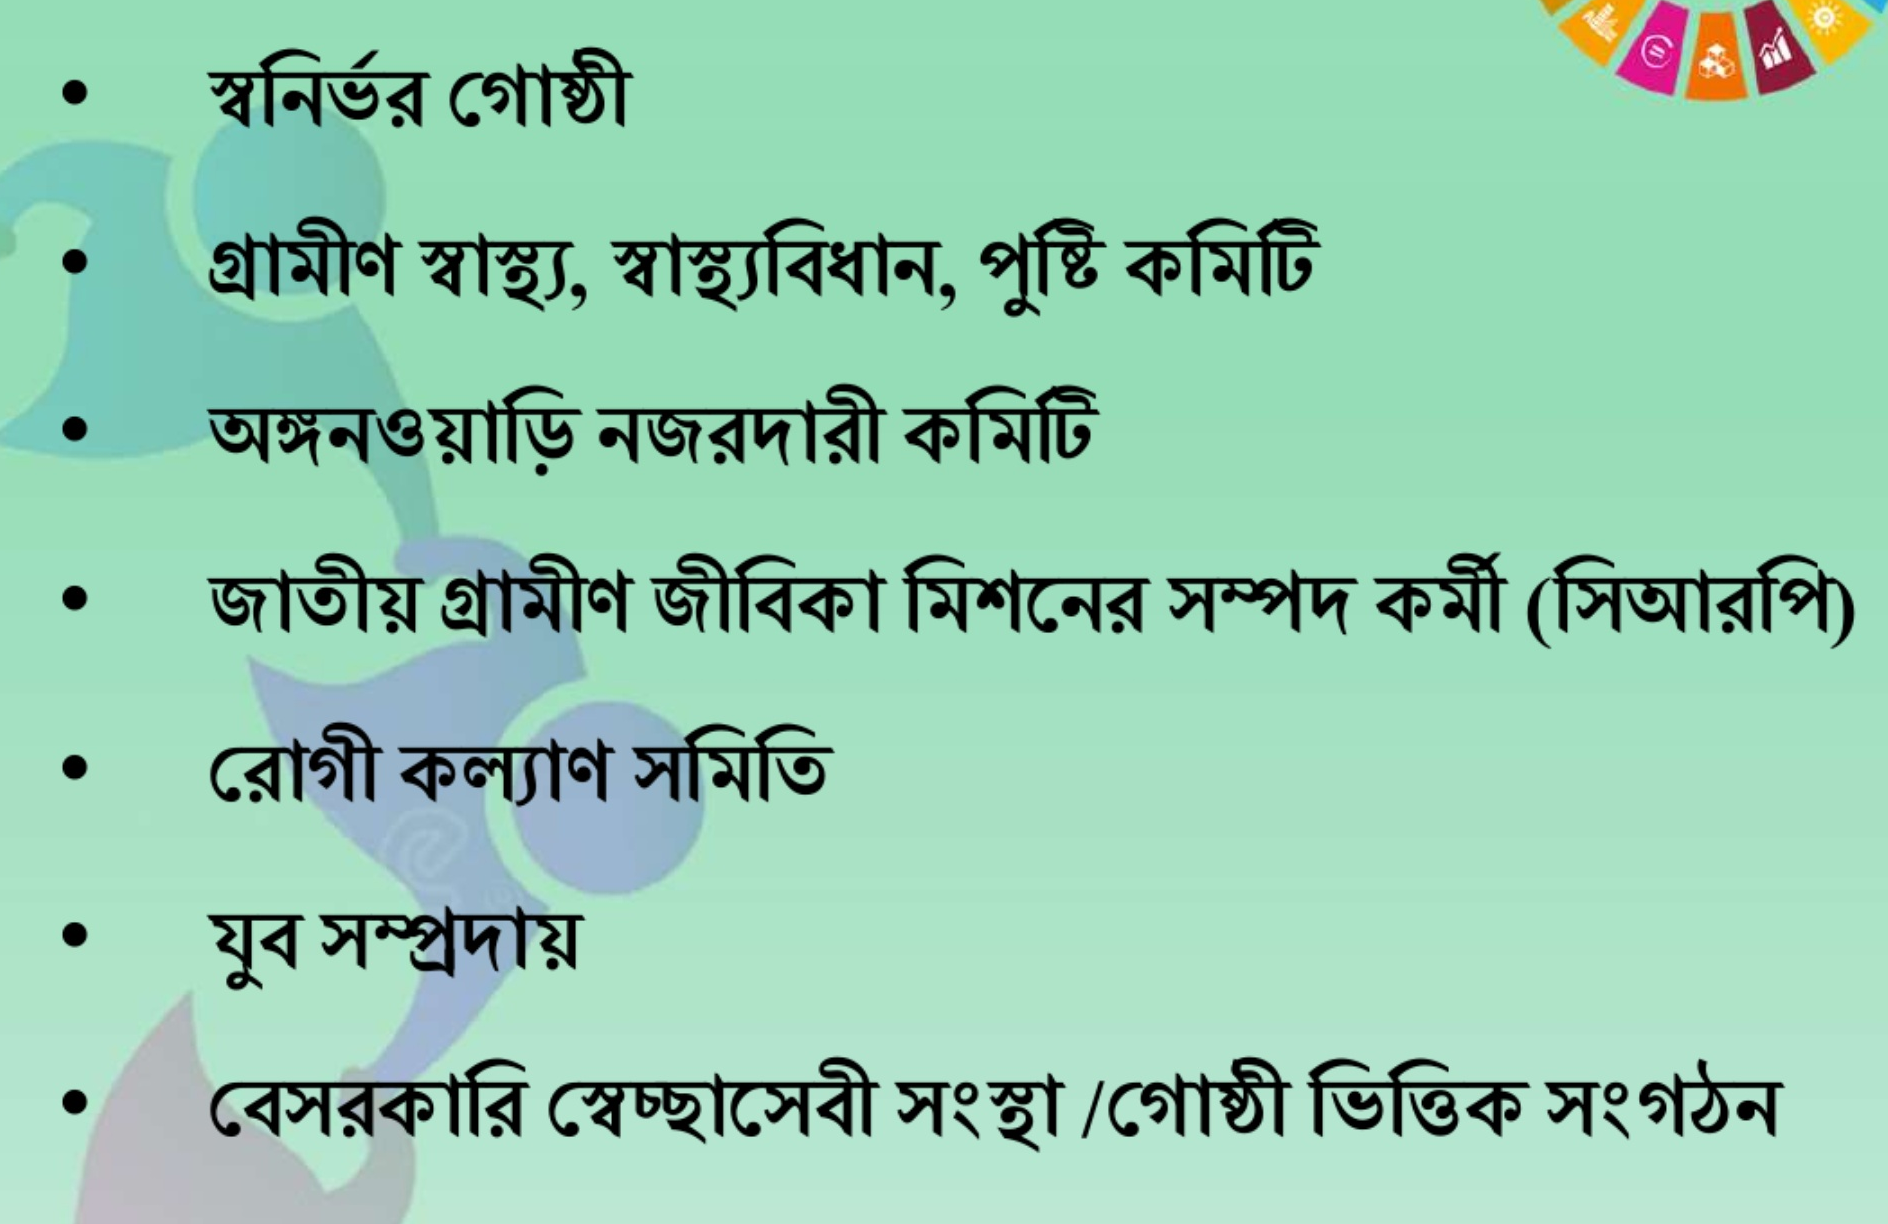 • স্বনির্ভর গোষ্ঠী
• গ্রামীণ স্বাস্থ্য, স্বাস্থ্যবিধান, পুষ্টি কমিটি
• অঙ্গনওয়াড়ি নজরদারী কমিটি
• জাতীয় গ্রামীণ জীবিকা মিশনের সম্পদ কর্মী (সিআরপি)
• রোগী কল্যাণ সমিতি
• যুব সম্প্রদায়
• বেসরকারি স্বেচ্ছাসেবী সংস্থা /গোষ্ঠী ভিত্তিক সংগঠন